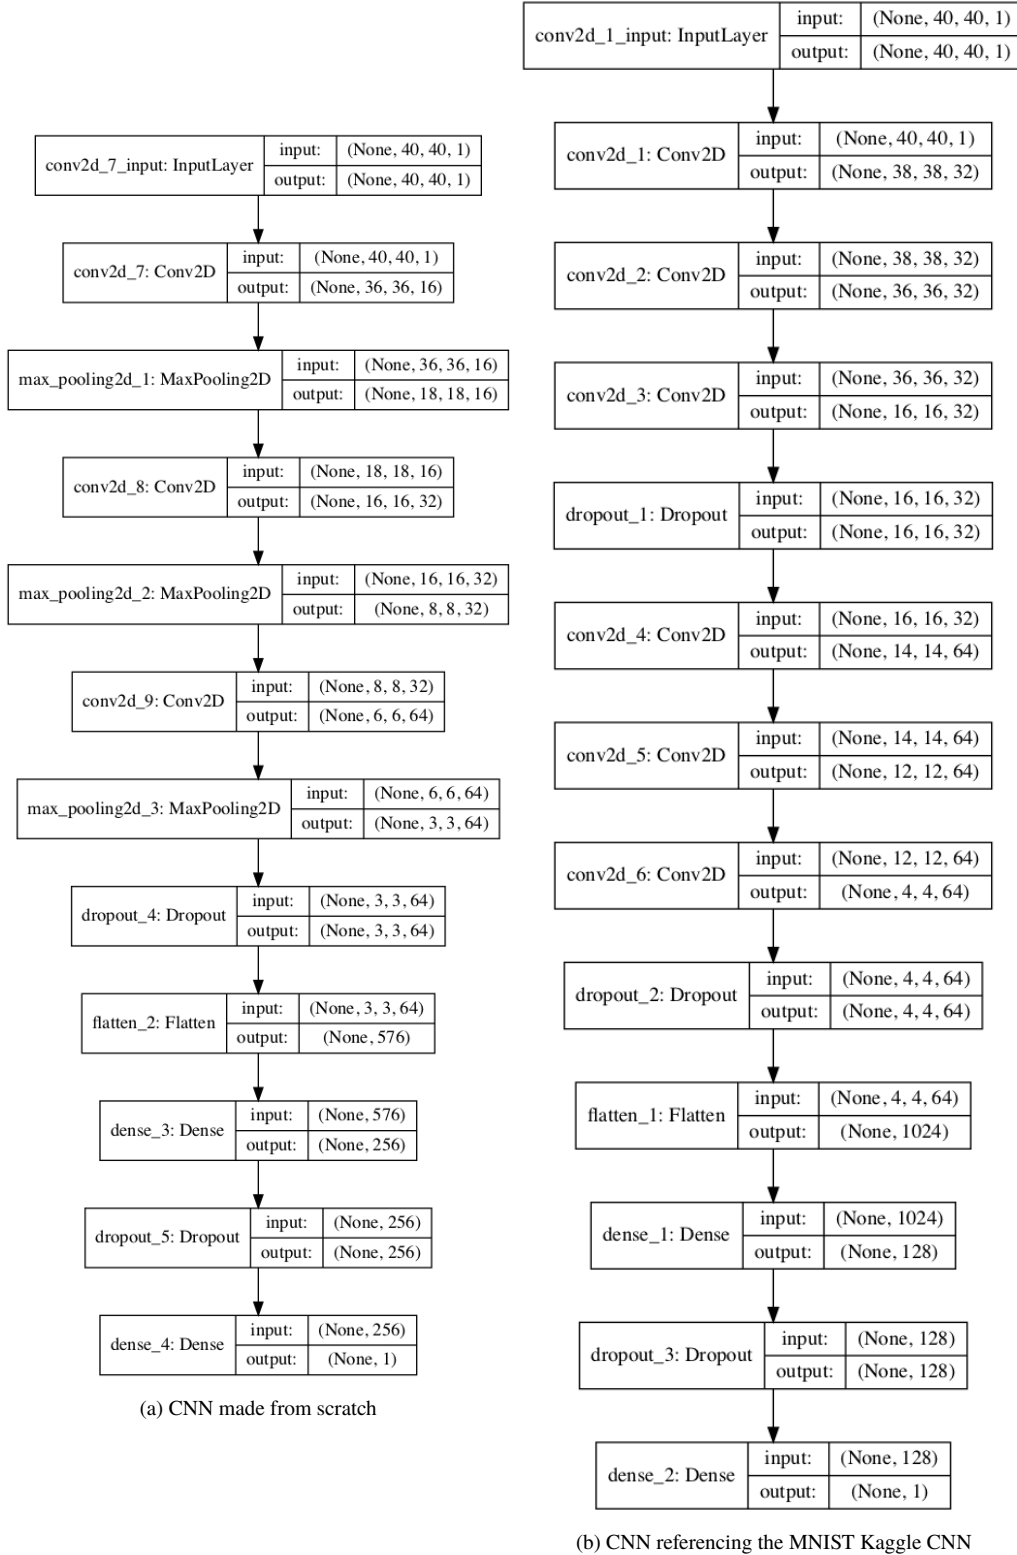 conv2d_7_input: InputLayer
input: (None, 40, 40, 1)
output: (None, 40, 40, 1)
conv2d_7: Conv2D
input: (None, 40, 40, 1)
output: (None, 36, 36, 16)
max_pooling2d_1: MaxPooling2D
input: (None, 36, 36, 16)
output: (None, 18, 18, 16)
conv2d_8: Conv2D
input: (None, 18, 18, 16)
output: (None, 16, 16, 32)
max_pooling2d_2: MaxPooling2D
input: (None, 16, 16, 32)
output: (None, 8, 8, 32)
conv2d_9: Conv2D
input: (None, 8, 8, 32)
output: (None, 6, 6, 64)
max_pooling2d_3: MaxPooling2D
input: (None, 6, 6, 64)
output: (None, 3, 3, 64)
dropout_4: Dropout
input: (None, 3, 3, 64)
output: (None, 3, 3, 64)
flatten_2: Flatten
input: (None, 3, 3, 64)
output: (None, 576)
dense_3: Dense
input: (None, 576)
output: (None, 256)
dropout_5: Dropout
input: (None, 256)
output: (None, 256)
dense_4: Dense
input: (None, 256)
output: (None, 1)
(a) CNN made from scratch
conv2d_1_input: InputLayer
input: (None, 40, 40, 1)
output: (None, 40, 40, 1)
conv2d_1: Conv2D
input: (None, 40, 40, 1)
output: (None, 38, 38, 32)
conv2d_2: Conv2D
input: (None, 38, 38, 32)
output: (None, 36, 36, 32)
conv2d_3: Conv2D
input: (None, 36, 36, 32)
output: (None, 16, 16, 32)
dropout_1: Dropout
input: (None, 16, 16, 32)
output: (None, 16, 16, 32)
conv2d_4: Conv2D
input: (None, 16, 16, 32)
output: (None, 14, 14, 64)
conv2d_5: Conv2D
input: (None, 14, 14, 64)
output: (None, 12, 12, 64)
conv2d_6: Conv2D
input: (None, 12, 12, 64)
output: (None, 4, 4, 64)
dropout_2: Dropout
input: (None, 4, 4, 64)
output: (None, 4, 4, 64)
flatten_1: Flatten
input: (None, 4, 4, 64)
output: (None, 1024)
dense_1: Dense
input: (None, 1024)
output: (None, 128)
dropout_3: Dropout
input: (None, 128)
output: (None, 128)
dense_2: Dense
input: (None, 128)
output: (None, 1)
(b) CNN referencing the MNIST Kaggle CNN